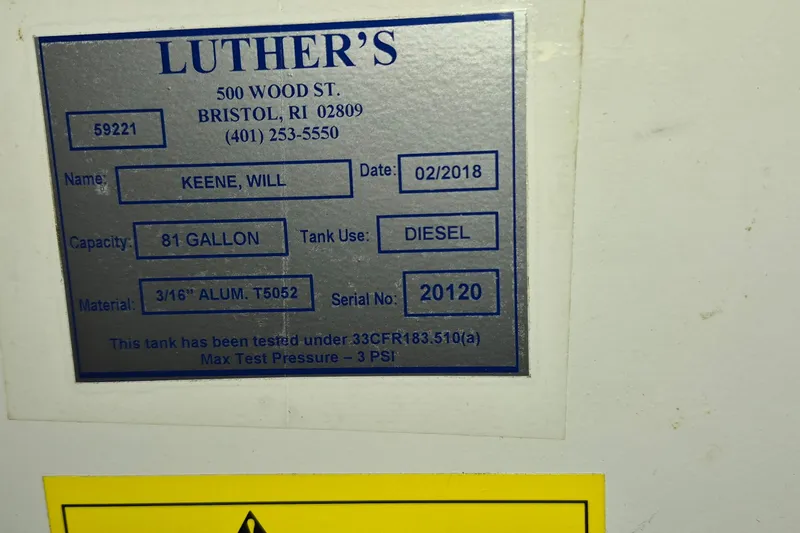 LUTHER'S
500 WOOD ST.
BRISTOL, RI 02809
(401) 253-5550
59221
Name: KEENE, WILL Date: 02/2018
Capacity: 81 GALLON Tank Use: DIESEL
Material: 3/16" ALUM. T5052 Serial No: 20120
This tank has been tested under 33CFR183.510(a)
Max Test Pressure – 3 PSI